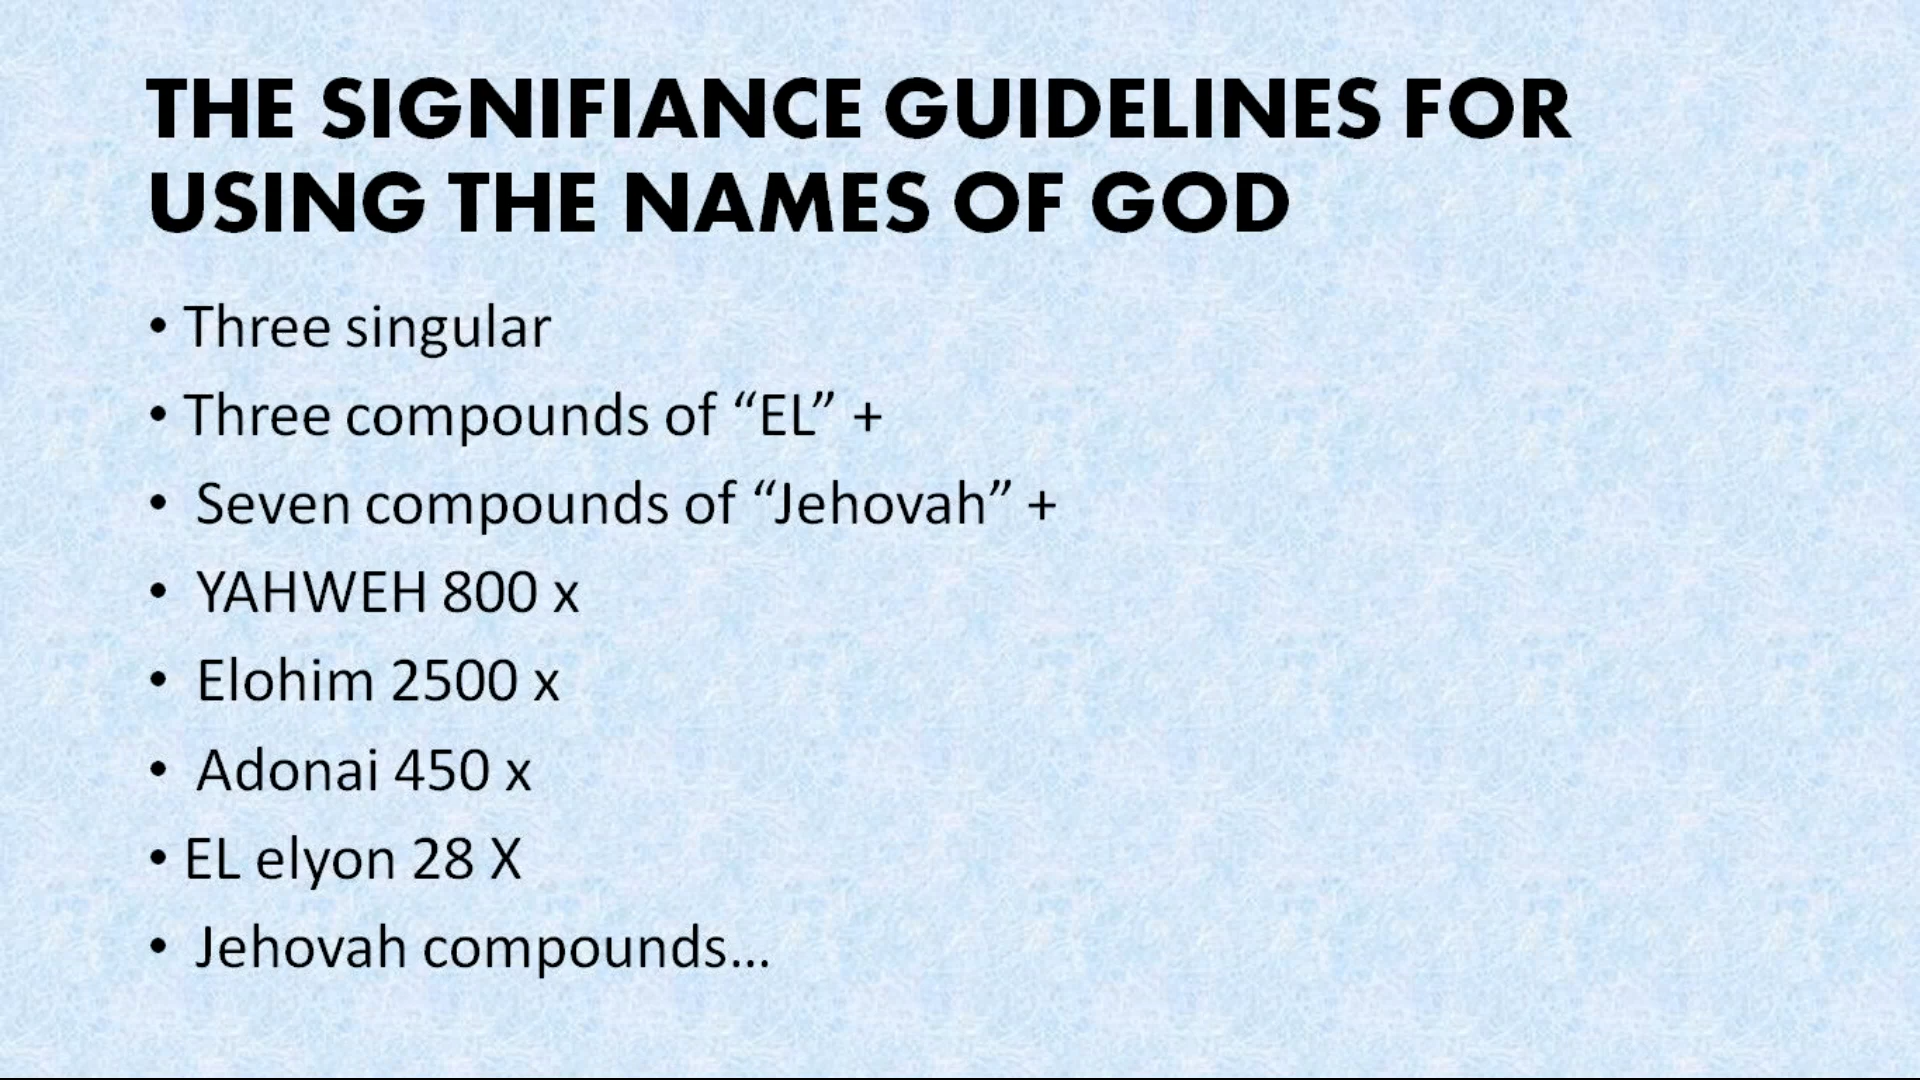 THE SIGNIFIANCE GUIDELINES FOR
USING THE NAMES OF GOD
• Three singular
• Three compounds of “EL” +
• Seven compounds of “Jehovah” +
• YAHWEH 800 x
• Elohim 2500 x
• Adonai 450 x
• EL elyon 28 X
• Jehovah compounds...